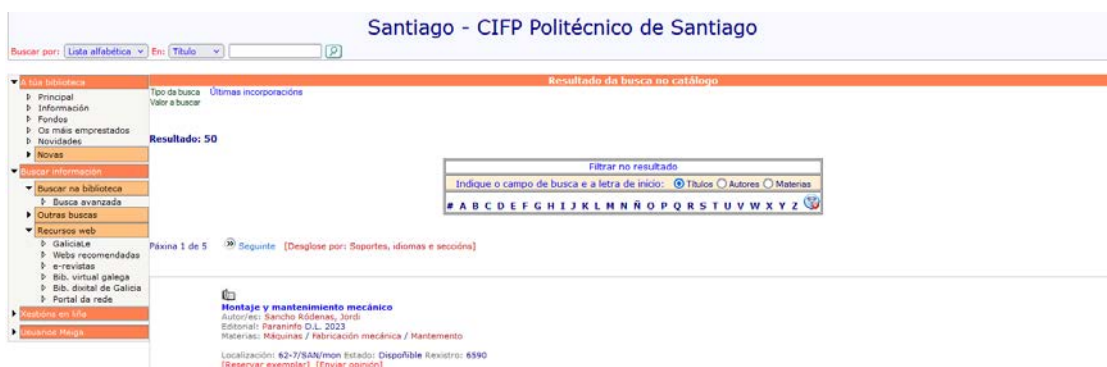 Santiago - CIFP Politécnico de Santiago
Buscar por: Lista alfabética En: Título
A túa biblioteca
Principal
Información
Fondos
Os máis emprestados
Novidades
Novas
Buscar información
Buscar na biblioteca
Busca avanzada
Outras buscas
Recursos web
GaliciaLe
Webs recomendadas
e-revistas
Bib. virtual galega
Bib. dixital de Galicia
Portal da rede
Xestións en liña
Usuarios Meiga
Resultado da busca no catálogo
Tipo da busca Últimas incorporacións
Valor a buscar
Resultado: 50
Filtrar no resultado
Indique o campo de busca e a letra de inicio: Títulos Autores Materias
# A B C D E F G H I J K L M N Ñ O P Q R S T U V W X Y Z
Páxina 1 de 5 Seguinte [Desglose por: Soportes, idiomas e seccións]
Montaje y mantenimiento mecánico
Autor/es: Sancho Ródenas, Jordi
Editorial: Paraninfo D.L. 2023
Materias: Máquinas / Fabricación mecánica / Mantemento
Localización: 62-7/SAN/mon Estado: Dispoñible Rexistro: 6590
[Reservar exemplar] [Enviar opinión]